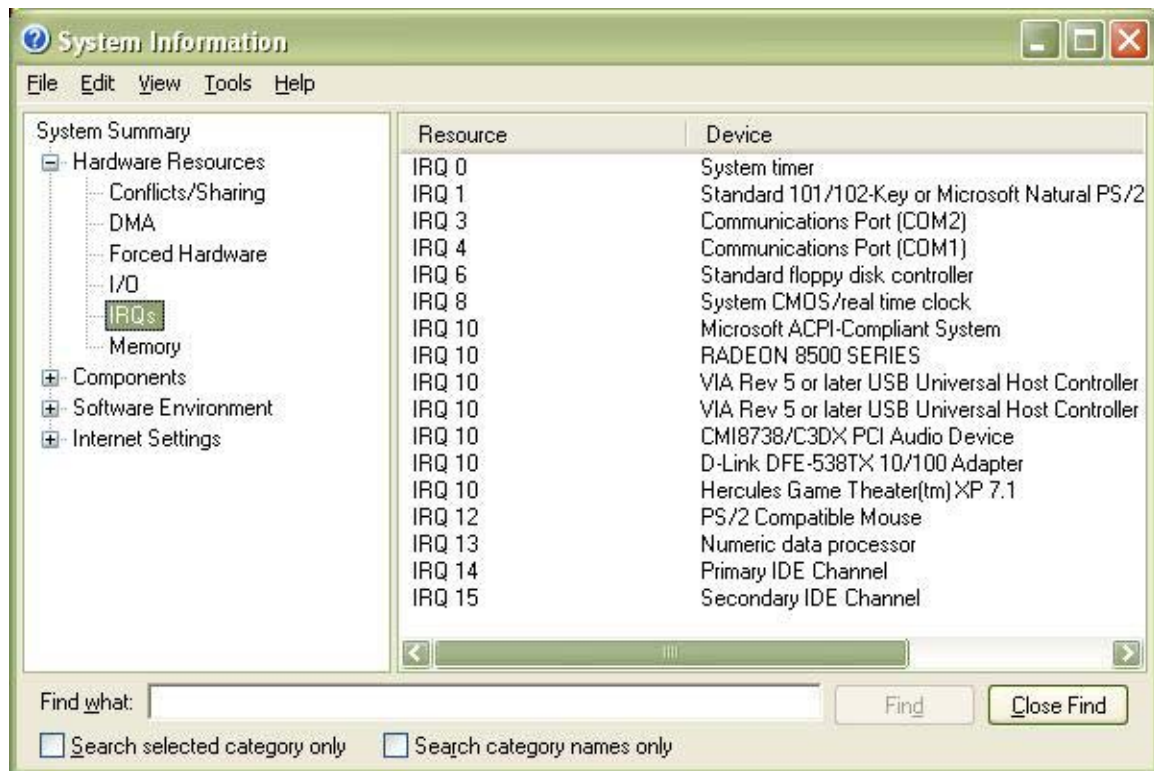 System Information
File Edit View Tools Help
System Summary
Hardware Resources
Conflicts/Sharing
DMA
Forced Hardware
I/O
IRQs
Memory
Components
Software Environment
Internet Settings
Resource Device
IRQ 0 System timer
IRQ 1 Standard 101/102-Key or Microsoft Natural PS/2
IRQ 3 Communications Port (COM2)
IRQ 4 Communications Port (COM1)
IRQ 6 Standard floppy disk controller
IRQ 8 System CMOS/real time clock
IRQ 10 Microsoft ACPI-Compliant System
IRQ 10 RADEON 8500 SERIES
IRQ 10 VIA Rev 5 or later USB Universal Host Controller
IRQ 10 VIA Rev 5 or later USB Universal Host Controller
IRQ 10 CMI8738/C3DX PCI Audio Device
IRQ 10 D-Link DFE-538TX 10/100 Adapter
IRQ 10 Hercules Game Theater(tm) XP 7.1
IRQ 12 PS/2 Compatible Mouse
IRQ 13 Numeric data processor
IRQ 14 Primary IDE Channel
IRQ 15 Secondary IDE Channel
Find what: Find Close Find
Search selected category only Search category names only